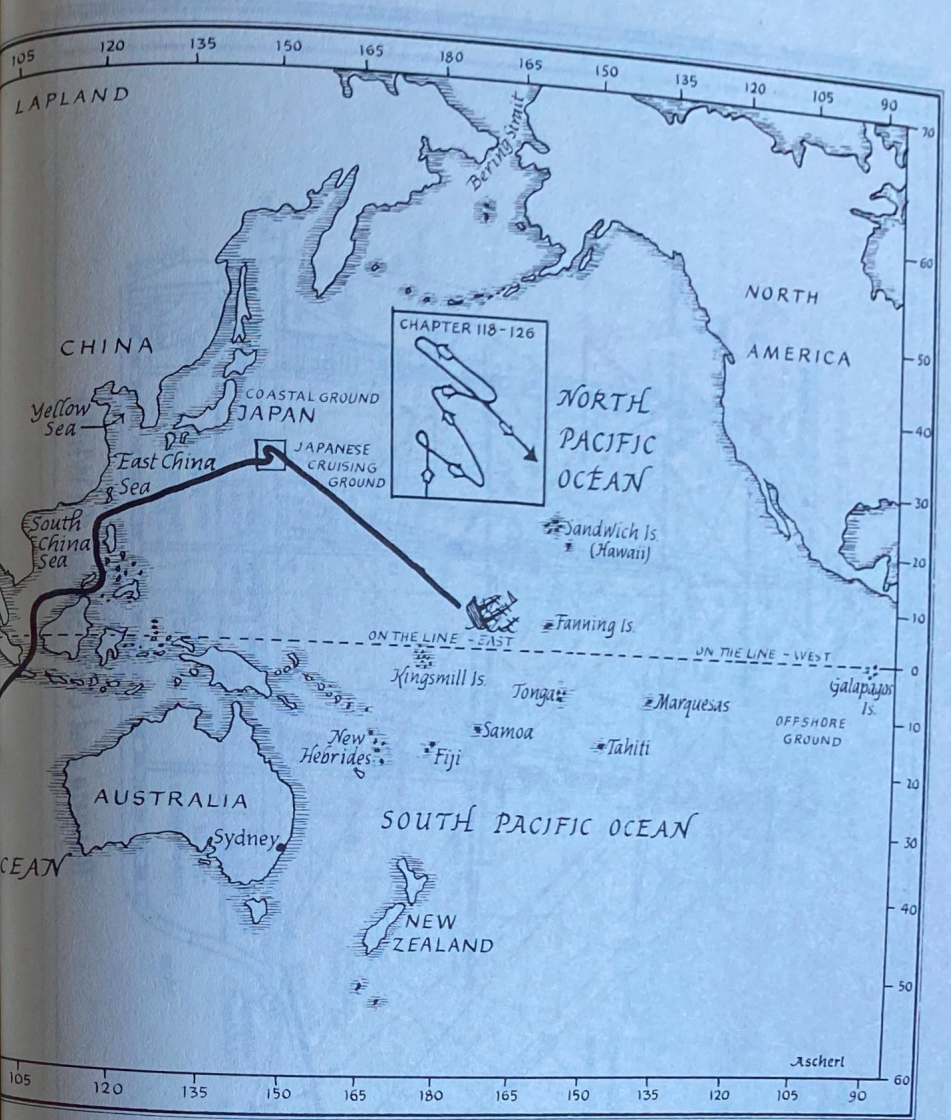 105 120 135 150 165 180 165 150 135 120 105 90
LAPLAND
70
Bering Strait
60
NORTH
AMERICA
CHINA
CHAPTER 118-126
50
Yellow
Sea
COASTAL GROUND
JAPAN
NORTH
PACIFIC
OCEAN
40
East China
Sea
JAPANESE
CRUISING
GROUND
30
South
China
Sea
Sandwich Is.
(Hawaii)
20
10
Fanning Is.
ON THE LINE - EAST
ON THE LINE - WEST
0
Kingsmill Is.
Galapagos
Is.
Tonga
Marquesas
OFFSHORE
GROUND
10
New
Hebrides
Samoa
Fiji
Tahiti
20
AUSTRALIA
Sydney
SOUTH PACIFIC OCEAN
30
CEAN
40
NEW
ZEALAND
50
Ascherl
60
105 120 135 150 165 180 165 150 135 120 105 90